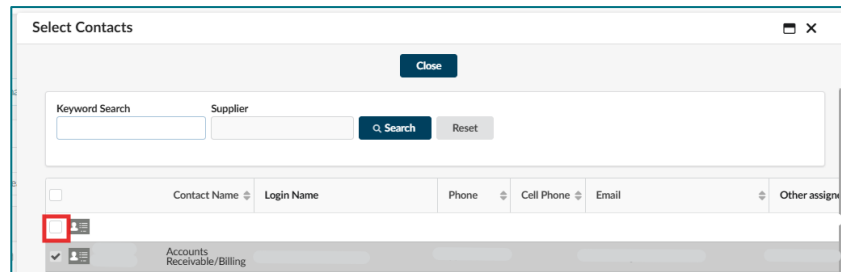 Select Contacts
Close
Keyword Search Supplier
Search Reset
Contact Name Login Name Phone Cell Phone Email Other assign
Accounts
Receivable/Billing